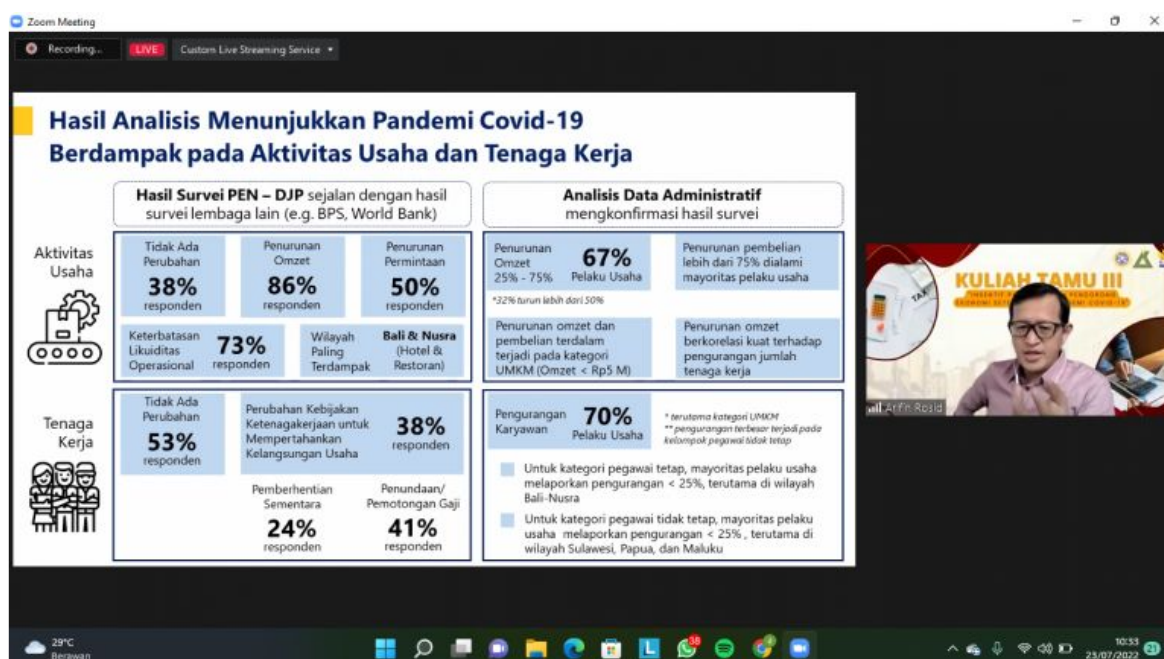 Zoom Meeting
Recording...
LIVE
Custom Live Streaming Service
Hasil Analisis Menunjukkan Pandemi Covid-19
Berdampak pada Aktivitas Usaha dan Tenaga Kerja
Hasil Survei PEN – DJP sejalan dengan hasil
survei lembaga lain (e.g. BPS, World Bank)
Analisis Data Administratif
mengkonfirmasi hasil survei
Aktivitas
Usaha
Tidak Ada
Perubahan
38%
responden
Penurunan
Omzet
86%
responden
Penurunan
Permintaan
50%
responden
Keterbatasan
Likuiditas
Operasional
73%
responden
Wilayah
Paling
Terdampak
Bali & Nusra
(Hotel &
Restoran)
Penurunan
Omzet
25% - 75%
67%
Pelaku Usaha
*32% turun lebih dari 50%
Penurunan pembelian
lebih dari 75% dialami
mayoritas pelaku usaha
Penurunan omzet dan
pembelian terdalam
terjadi pada kategori
UMKM (Omzet < Rp5 M)
Penurunan omzet
berkorelasi kuat terhadap
pengurangan jumlah
tenaga kerja
Tenaga
Kerja
Tidak Ada
Perubahan
53%
responden
Perubahan Kebijakan
Ketenagakerjaan untuk
Mempertahankan
Kelangsungan Usaha
38%
responden
Pemberhentian
Sementara
24%
responden
Penundaan/
Pemotongan Gaji
41%
responden
Pengurangan
Karyawan
70%
Pelaku Usaha
* terutama kategori UMKM
** pengurangan terbesar terjadi pada
kelompok pegawai tidak tetap
Untuk kategori pegawai tetap, mayoritas pelaku usaha
melaporkan pengurangan < 25%, terutama di wilayah
Bali-Nusra
Untuk kategori pegawai tidak tetap, mayoritas pelaku
usaha melaporkan pengurangan < 25% , terutama di
wilayah Sulawesi, Papua, dan Maluku
KULIAH TAMU III
TAX
Arifin Rosid
29°C
Berawan
38
10:33
23/07/2022
21